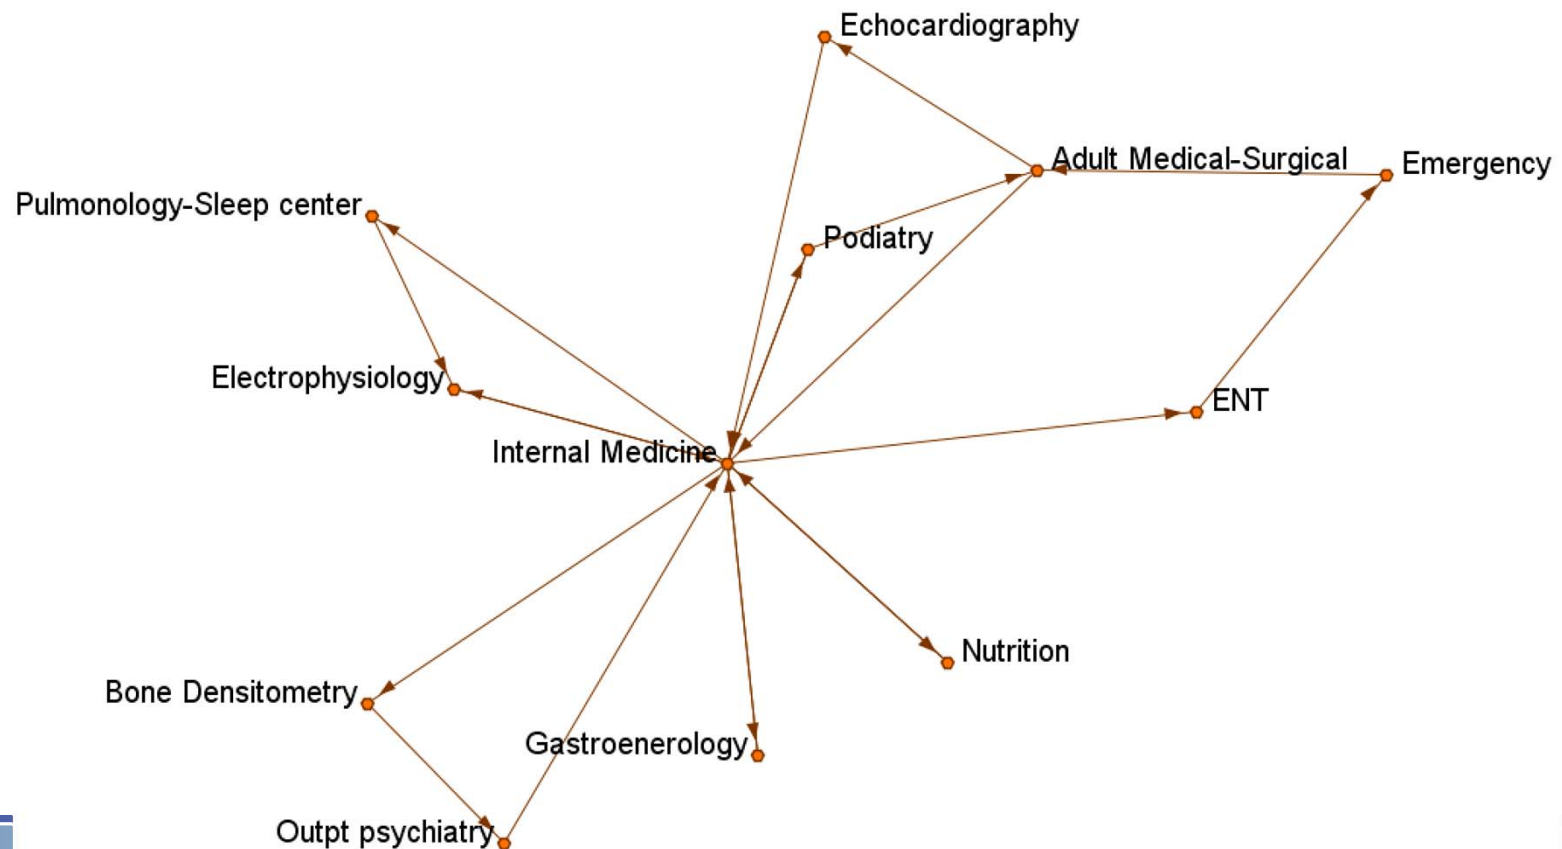 Echocardiography
Adult Medical-Surgical
Emergency
Pulmonology-Sleep center
Podiatry
Electrophysiology
ENT
Internal Medicine
Nutrition
Bone Densitometry
Gastroenerology
Outpt psychiatry